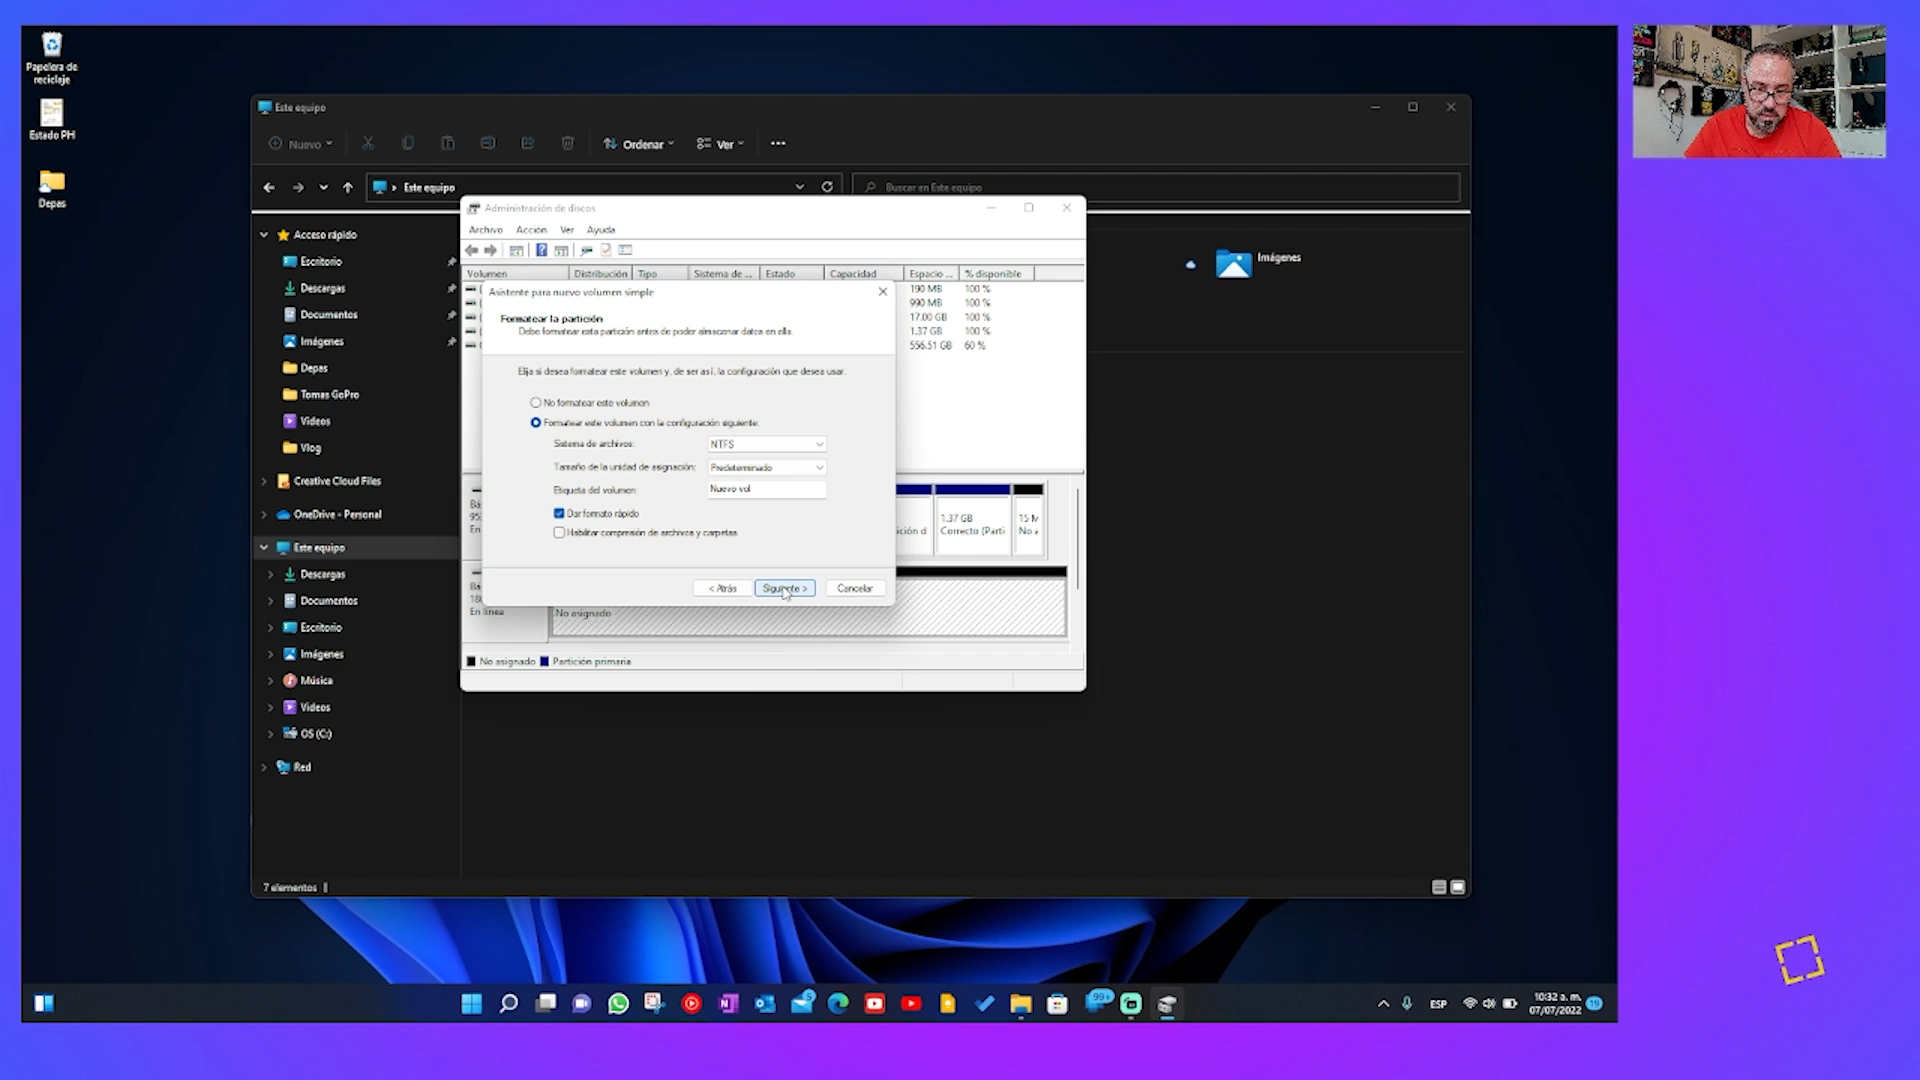 Papelera de
reciclaje
Estado PH
Depas
Este equipo
Nuevo
Ordenar
Ver
Este equipo
Buscar en Este equipo
Acceso rápido
Escritorio
Descargas
Documentos
Imágenes
Depas
Tomas GoPro
Videos
Vlog
Creative Cloud Files
OneDrive - Personal
Este equipo
Descargas
Documentos
Escritorio
Imágenes
Música
Videos
OS (C:)
Red
7 elementos
Imágenes
Administración de discos
Archivo Acción Ver Ayuda
Volumen Distribución Tipo Sistema de ... Estado Capacidad Espacio ... % disponible
190 MB 100 %
990 MB 100 %
17.00 GB 100 %
1.37 GB 100 %
556.51 GB 60 %
Asistente para nuevo volumen simple
Formatear la partición
Debe formatear esta partición antes de poder almacenar datos en ella.
Elija si desea formatear este volumen y, de ser así, la configuración que desea usar.
No formatear este volumen
Formatear este volumen con la configuración siguiente:
Sistema de archivos: NTFS
Tamaño de la unidad de asignación: Predeterminado
Etiqueta del volumen: Nuevo vol
Dar formato rápido
Habilitar compresión de archivos y carpetas
< Atrás Siguiente > Cancelar
1.37 GB
Correcto (Parti
En línea
No asignado
No asignado Partición primaria
99+
ESP
10:32 a. m.
07/07/2022
19